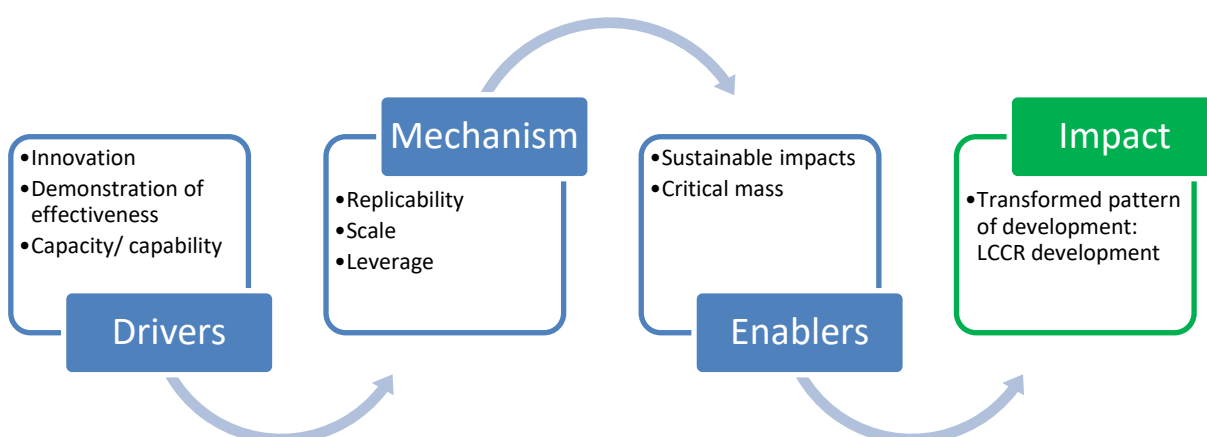 •Innovation
•Demonstration of
effectiveness
•Capacity/ capability
Drivers
Mechanism
•Replicability
•Scale
•Leverage
•Sustainable impacts
•Critical mass
Enablers
Impact
•Transformed pattern
of development:
LCCR development